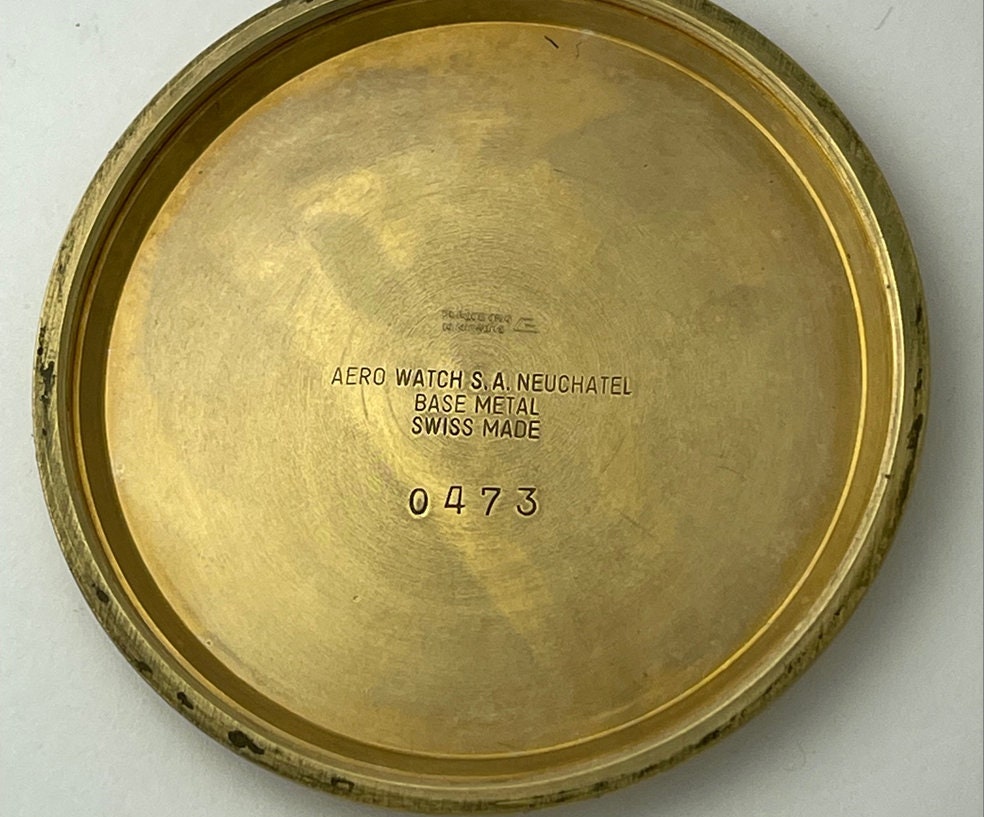 AERO WATCH S.A. NEUCHATEL
BASE METAL
SWISS MADE
0473